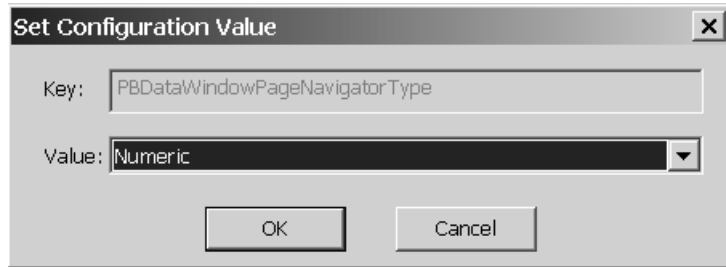 Set Configuration Value
Key: PBDataWindowPageNavigatorType
Value: Numeric
OK Cancel